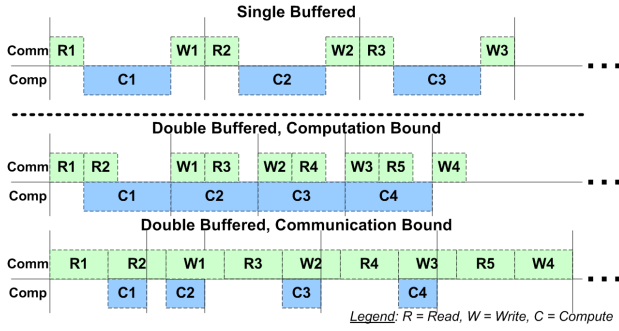 Single Buffered
Comm R1 W1 R2 W2 R3 W3
Comp C1 C2 C3
Double Buffered, Computation Bound
Comm R1 R2 W1 R3 W2 R4 W3 R5 W4
Comp C1 C2 C3 C4
Double Buffered, Communication Bound
Comm R1 R2 W1 R3 W2 R4 W3 R5 W4
Comp C1 C2 C3 C4
Legend: R = Read, W = Write, C = Compute